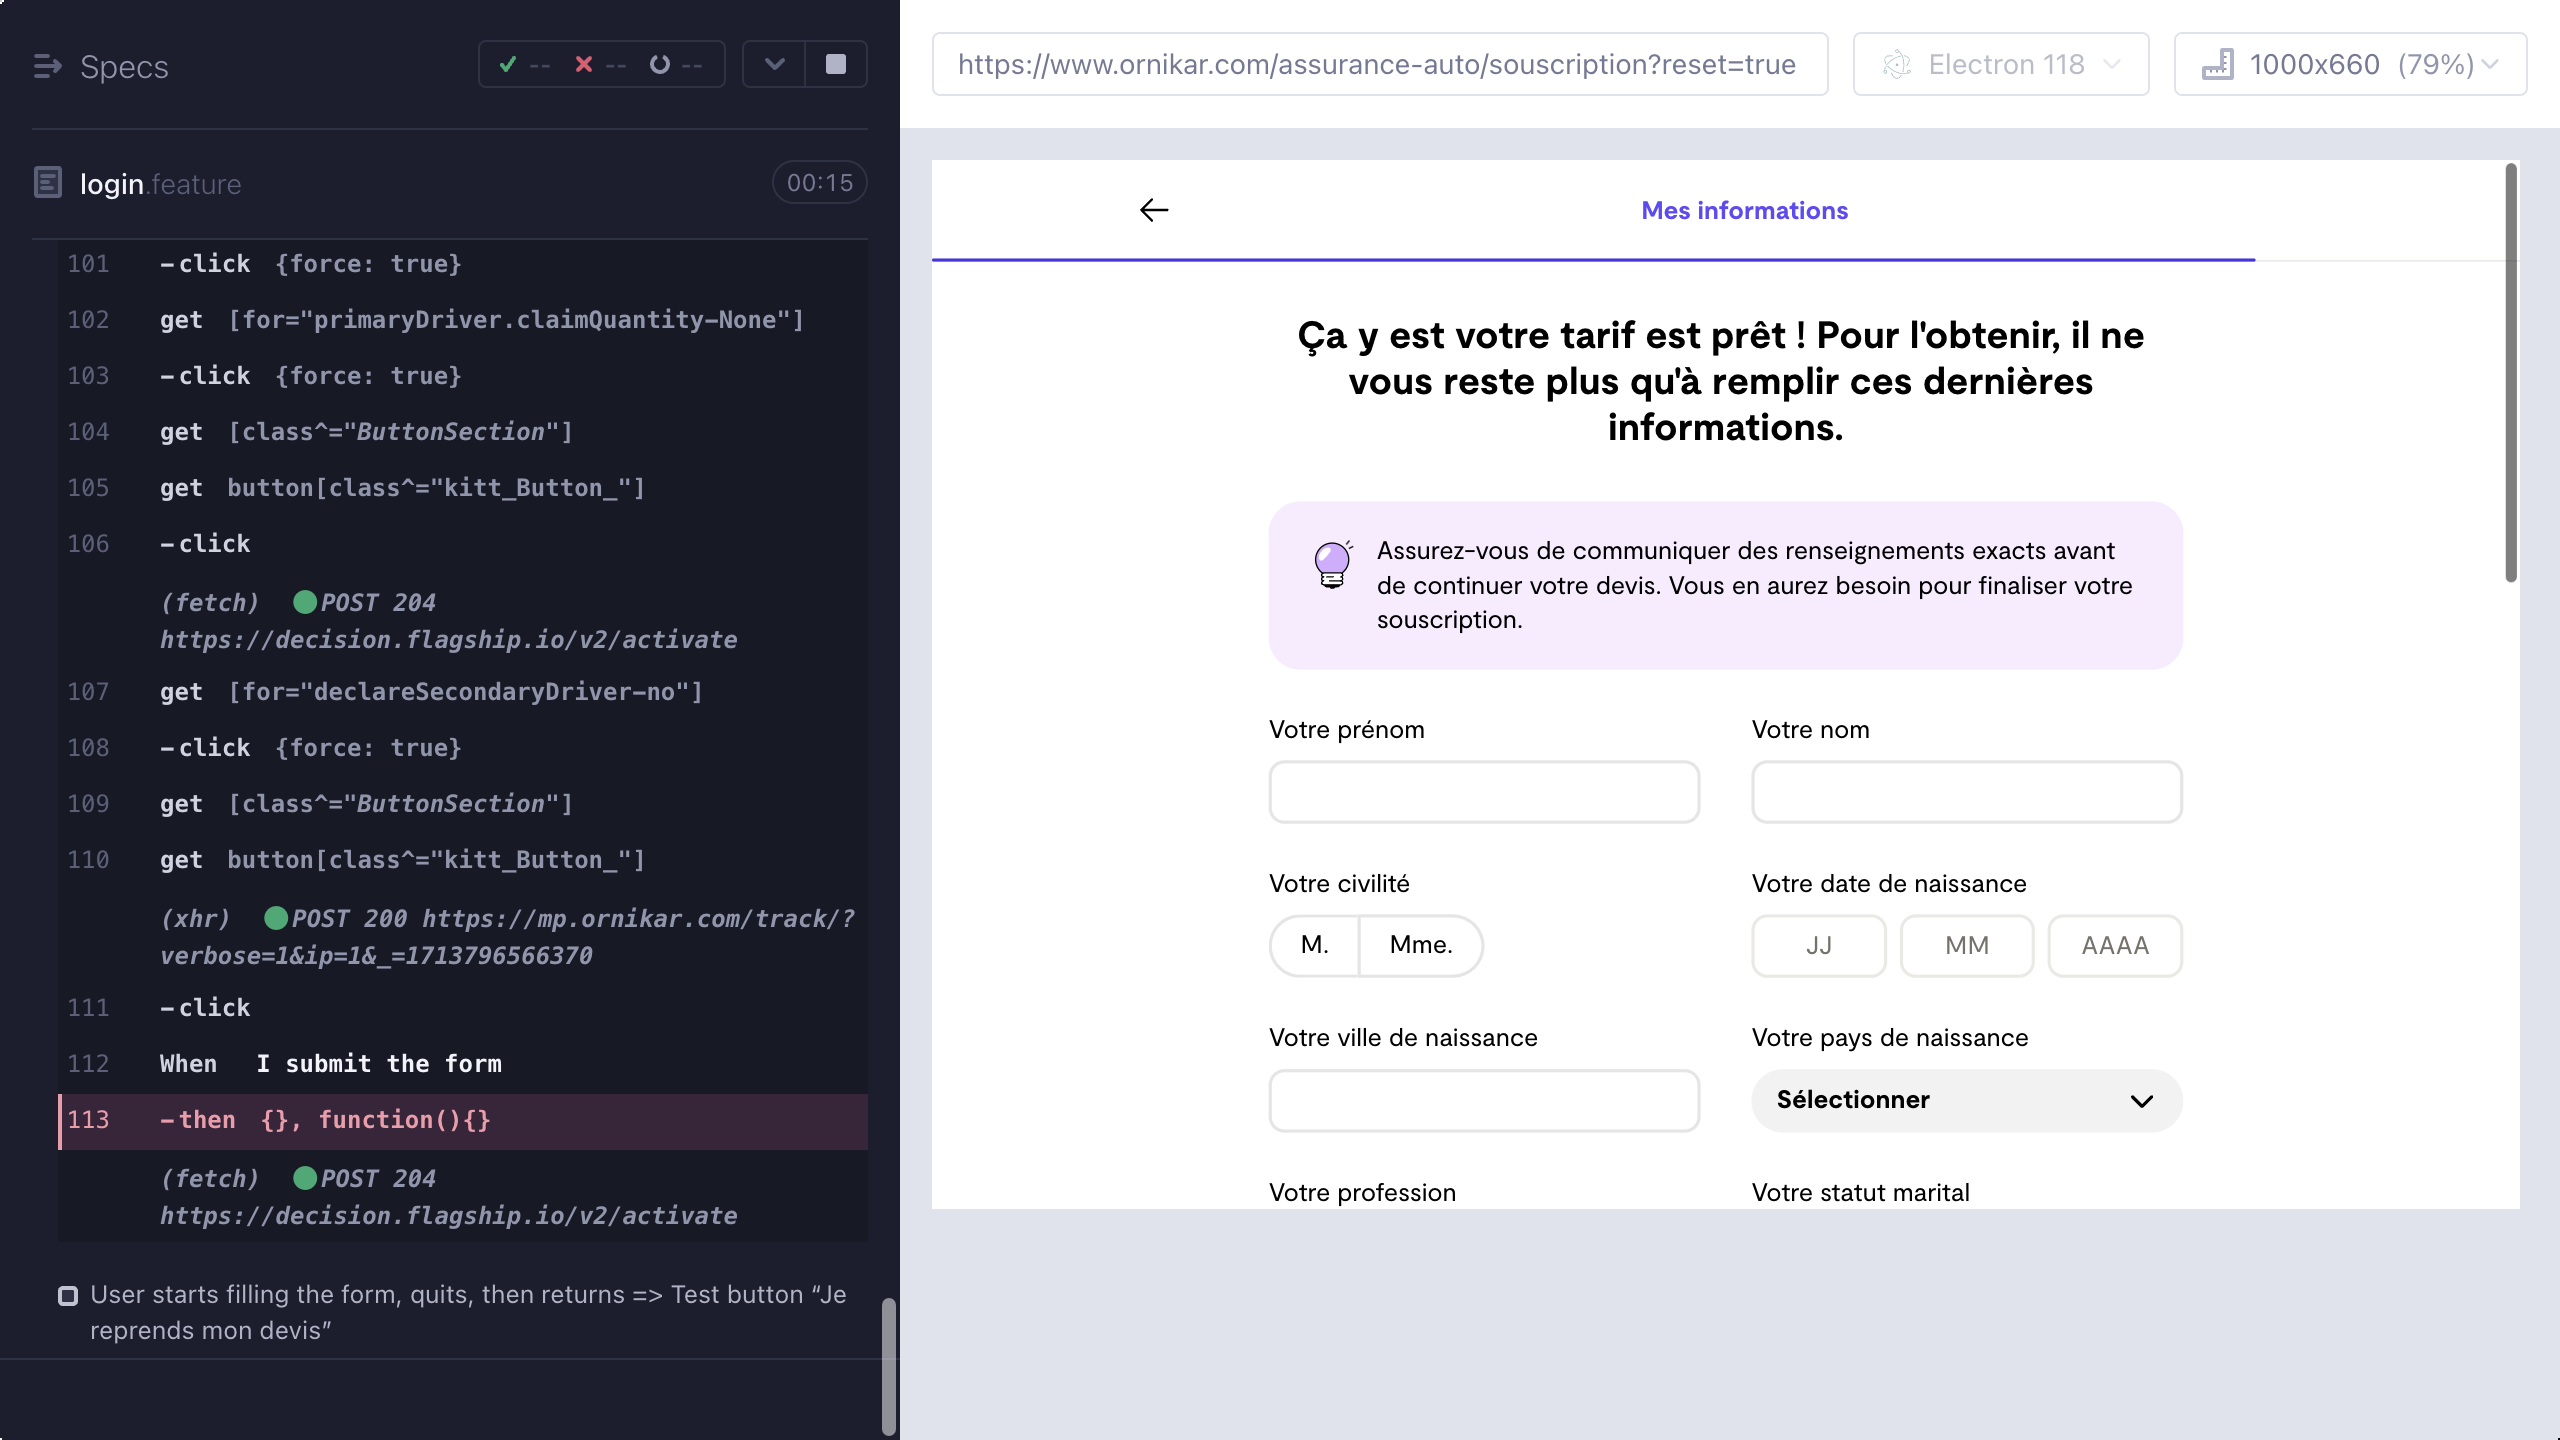 Specs
-- -- --
login.feature
00:15
101 -click {force: true}
102 get [for="primaryDriver.claimQuantity-None"]
103 -click {force: true}
104 get [class^="ButtonSection"]
105 get button[class^="kitt_Button_"]
106 -click
(fetch) POST 204
https://decision.flagship.io/v2/activate
107 get [for="declareSecondaryDriver-no"]
108 -click {force: true}
109 get [class^="ButtonSection"]
110 get button[class^="kitt_Button_"]
(xhr) POST 200 https://mp.ornikar.com/track/?
verbose=1&ip=1&_=1713796566370
111 -click
112 When I submit the form
113 -then {}, function(){}
(fetch) POST 204
https://decision.flagship.io/v2/activate
User starts filling the form, quits, then returns => Test button “Je
reprends mon devis”
https://www.ornikar.com/assurance-auto/souscription?reset=true
Electron 118
1000x660 (79%)
Mes informations
Ça y est votre tarif est prêt ! Pour l'obtenir, il ne
vous reste plus qu'à remplir ces dernières
informations.
Assurez-vous de communiquer des renseignements exacts avant
de continuer votre devis. Vous en aurez besoin pour finaliser votre
souscription.
Votre prénom
Votre nom
Votre civilité
Votre date de naissance
M. Mme.
JJ MM AAAA
Votre ville de naissance
Votre pays de naissance
Sélectionner
Votre profession
Votre statut marital